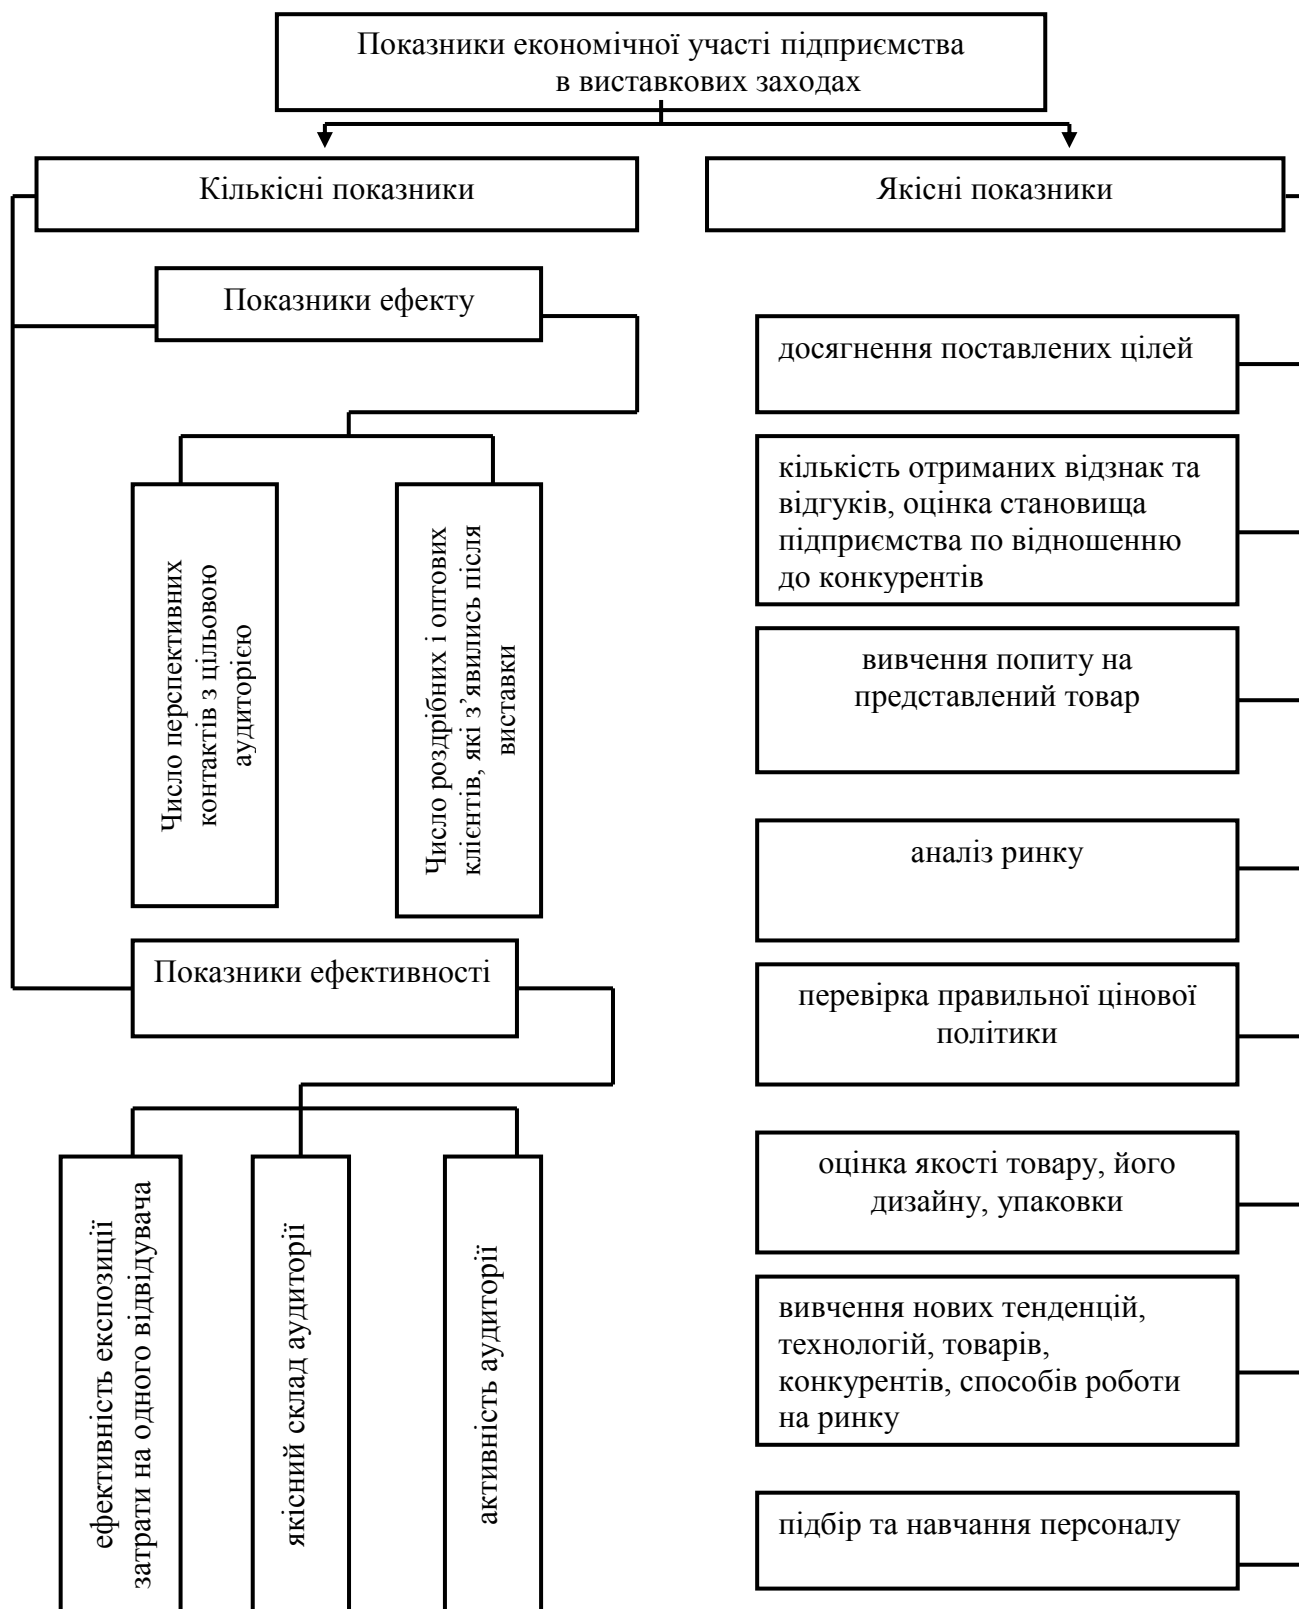 Показники економічної участі підприємства
в виставкових заходах
Кількісні показники
Якісні показники
Показники ефекту
Число перспективних
контактів з цільовою
аудиторією
Число роздрібних і оптових
клієнтів, які з’явились після
виставки
Показники ефективності
ефективність експозиції
затрати на одного відвідувача
якісний склад аудиторії
активність аудиторії
досягнення поставлених цілей
кількість отриманих відзнак та
відгуків, оцінка становища
підприємства по відношенню
до конкурентів
вивчення попиту на
представлений товар
аналіз ринку
перевірка правильної цінової
політики
оцінка якості товару, його
дизайну, упаковки
вивчення нових тенденцій,
технологій, товарів,
конкурентів, способів роботи
на ринку
підбір та навчання персоналу